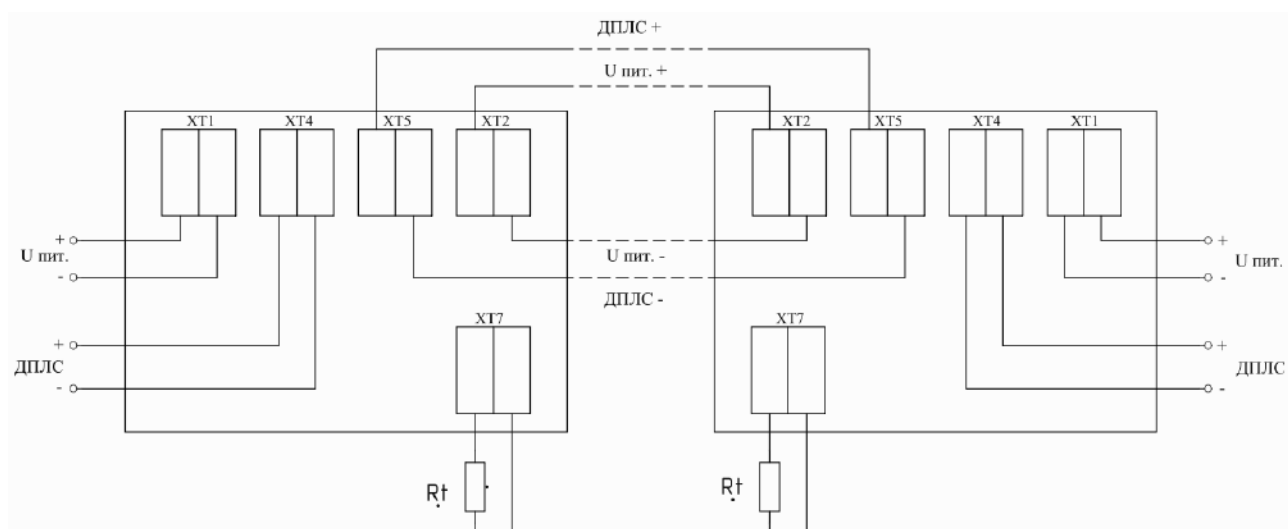 ДПЛС +
U пит. +
XT1 XT4 XT5 XT2
XT2 XT5 XT4 XT1
+
U пит.
-
U пит. -
ДПЛС -
+
U пит.
-
XT7
XT7
+
ДПЛС
-
+
ДПЛС
-
Rt
Rt